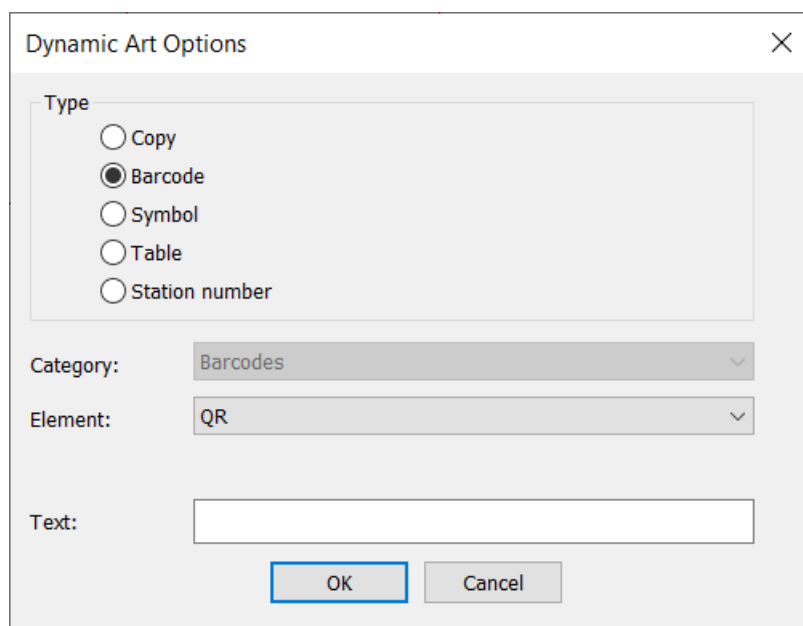 Dynamic Art Options
Type
Copy
Barcode
Symbol
Table
Station number
Category: Barcodes
Element: QR
Text:
OK Cancel